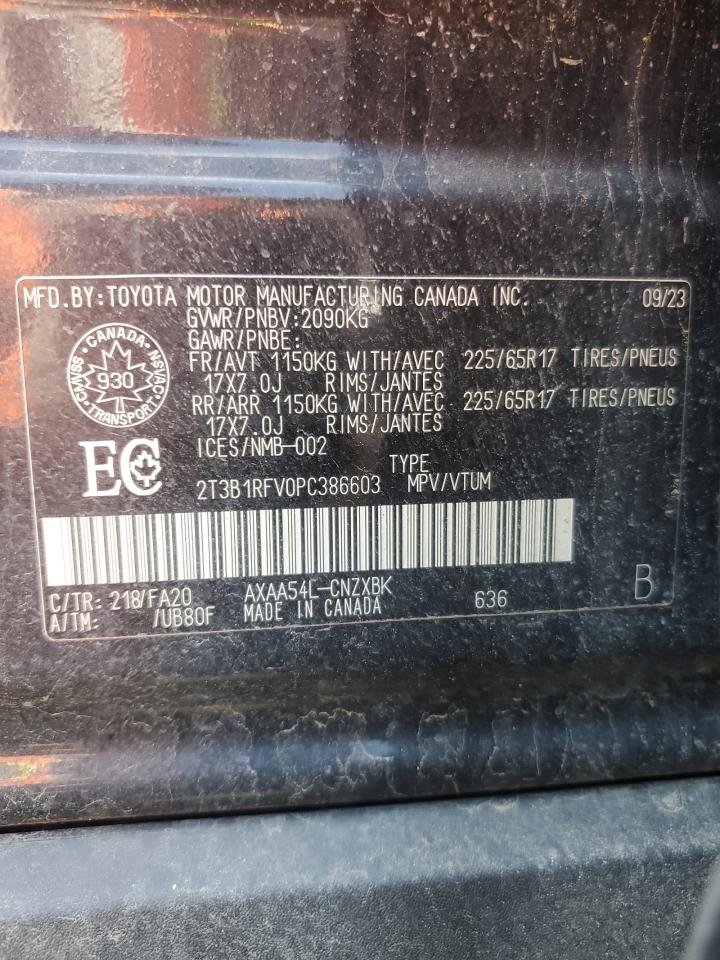 MFD.BY:TOYOTA MOTOR MANUFACTURING CANADA INC. 09/23
GVWR/PNBV:2090KG
GAWR/PNBE:
FR/AVT 1150KG WITH/AVEC 225/65R17 TIRES/PNEUS
17X7.0J RIMS/JANTES
RR/ARR 1150KG WITH/AVEC 225/65R17 TIRES/PNEUS
17X7.0J RIMS/JANTES
ICES/NMB-002
CANADA · NSVAC · TRANSPORT · CMVSS
930
EC
TYPE
2T3B1RFV0PC386603 MPV/VTUM
C/TR: 218/FA20 AXAA54L-CNZXBK
A/TM: /UB80F MADE IN CANADA 636 B